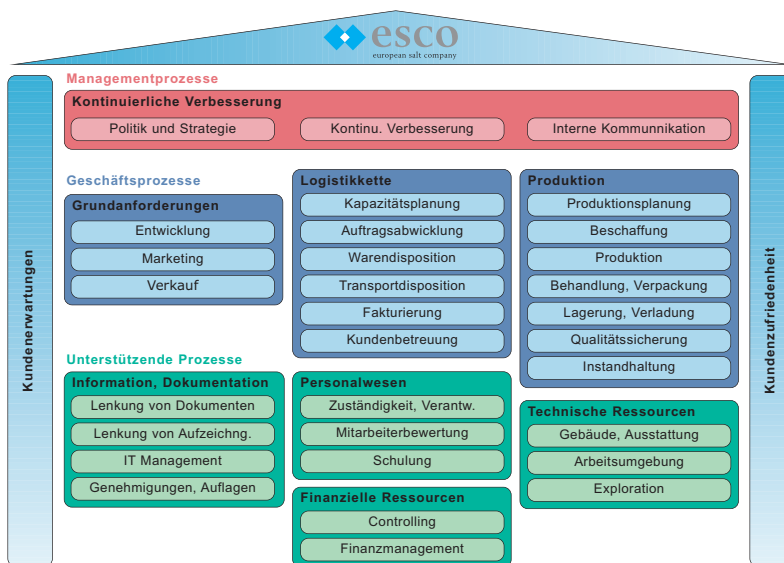 esco
european salt company
Kundenerwartungen
Managementprozesse
Kontinuierliche Verbesserung
Politik und Strategie
Kontinu. Verbesserung
Interne Kommunnikation
Geschäftsprozesse
Grundanforderungen
Entwicklung
Marketing
Verkauf
Logistikkette
Kapazitätsplanung
Auftragsabwicklung
Warendisposition
Transportdisposition
Fakturierung
Kundenbetreuung
Produktion
Produktionsplanung
Beschaffung
Produktion
Behandlung, Verpackung
Lagerung, Verladung
Qualitätssicherung
Instandhaltung
Unterstützende Prozesse
Information, Dokumentation
Lenkung von Dokumenten
Lenkung von Aufzeichng.
IT Management
Genehmigungen, Auflagen
Personalwesen
Zuständigkeit, Verantw.
Mitarbeiterbewertung
Schulung
Finanzielle Ressourcen
Controlling
Finanzmanagement
Technische Ressourcen
Gebäude, Ausstattung
Arbeitsumgebung
Exploration
Kundenzufriedenheit